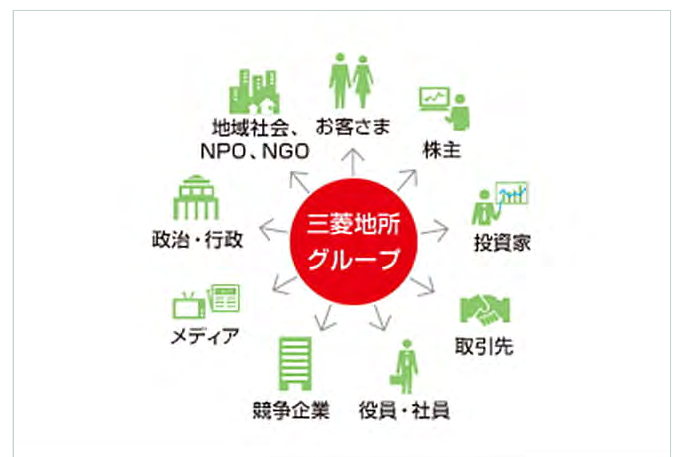 お客さま
地域社会、
NPO、NGO
株主
三菱地所
グループ
政治・行政
投資家
メディア
取引先
競争企業
役員・社員